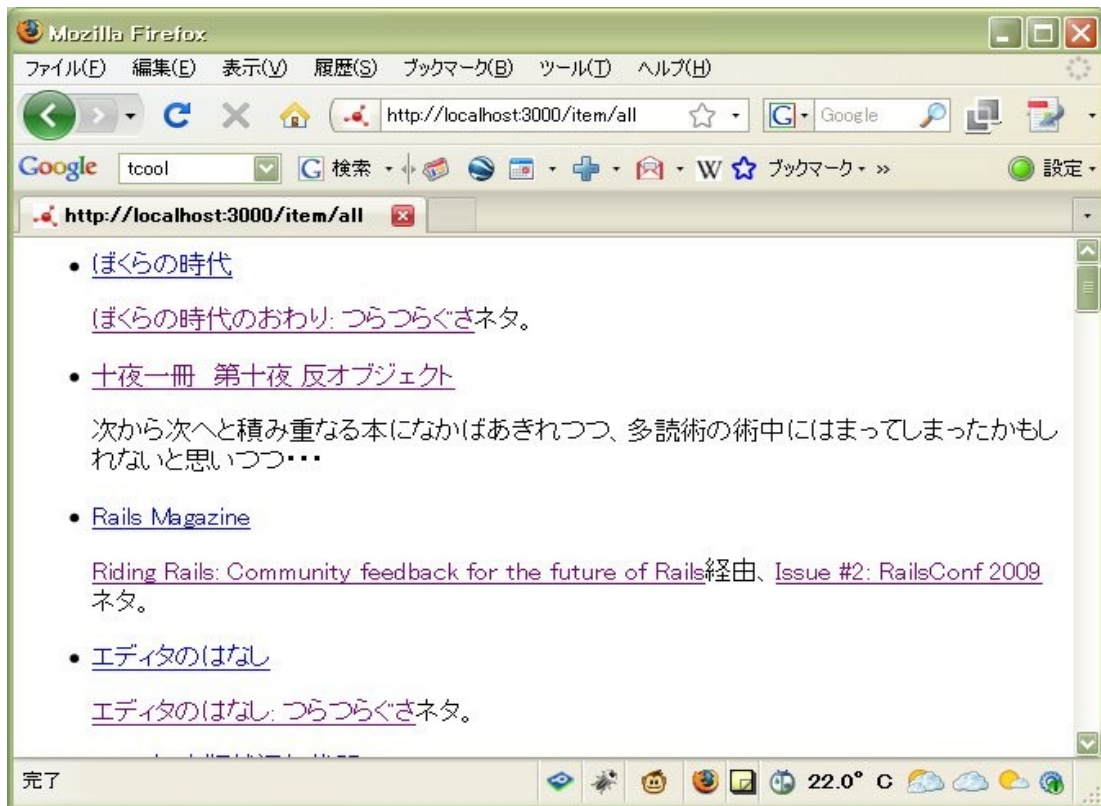 Mozilla Firefox
ファイル(F) 編集(E) 表示(V) 履歴(S) ブックマーク(B) ツール(T) ヘルプ(H)
http://localhost:3000/item/all G Google
Google tcool G 検索 W ブックマーク » 設定
http://localhost:3000/item/all
ぼくらの時代
ぼくらの時代のおわり: つらつらぐさネタ。
十夜一冊 第十夜 反オブジェクト
次から次へと積み重なる本になかばあきれつつ、多読術の術中にはまってしまったかもし
れないと思いつつ・・・
Rails Magazine
Riding Rails: Community feedback for the future of Rails経由、Issue #2: RailsConf 2009
ネタ。
エディタのはなし
エディタのはなし: つらつらぐさネタ。
完了 22.0° C